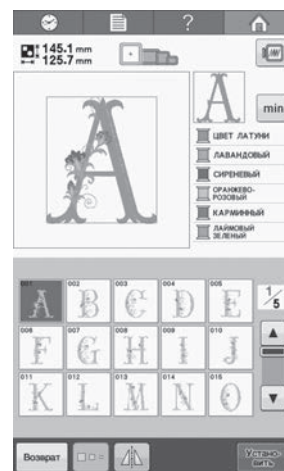 ?
145.1 mm
125.7 mm
A
A
min
ЦВЕТ ЛАТУНИ
ЛАВАНДОВЫЙ
СИРЕНЕВЫЙ
ОРАНЖЕВО-
РОЗОВЫЙ
КАРМИННЫЙ
ЛАЙМОВЫЙ
ЗЕЛЕНЫЙ
001 002 003 004 005
A B C D E
1/5
006 007 008 009 010
F G H I J
011 012 013 014 015
K L M N O
Возврат
Устано-
вить